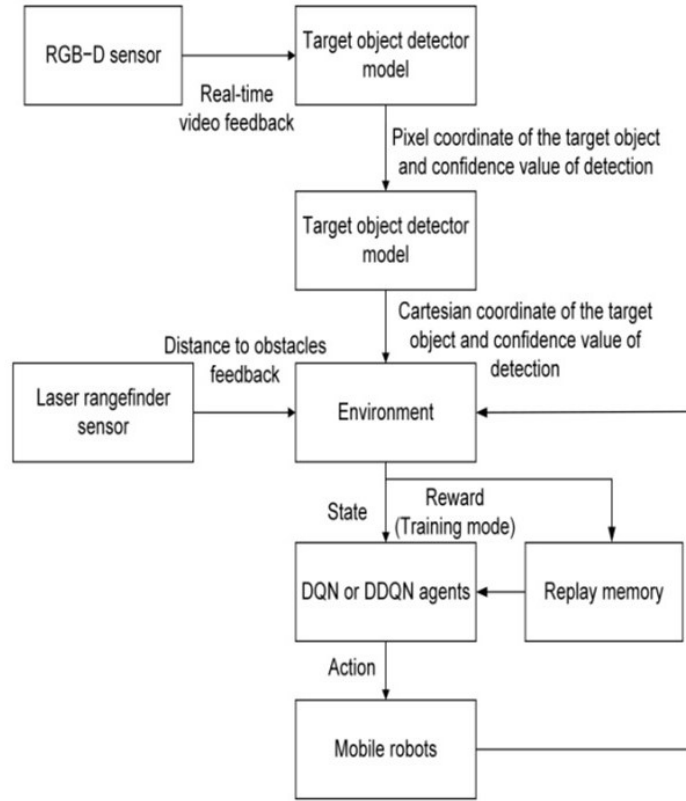 RGB-D sensor
Target object detector
model
Real-time
video feedback
Pixel coordinate of the target object
and confidence value of detection
Target object detector
model
Cartesian coordinate of the target
object and confidence value of
detection
Distance to obstacles
feedback
Laser rangefinder
sensor
Environment
State
Reward
(Training mode)
DQN or DDQN agents
Replay memory
Action
Mobile robots